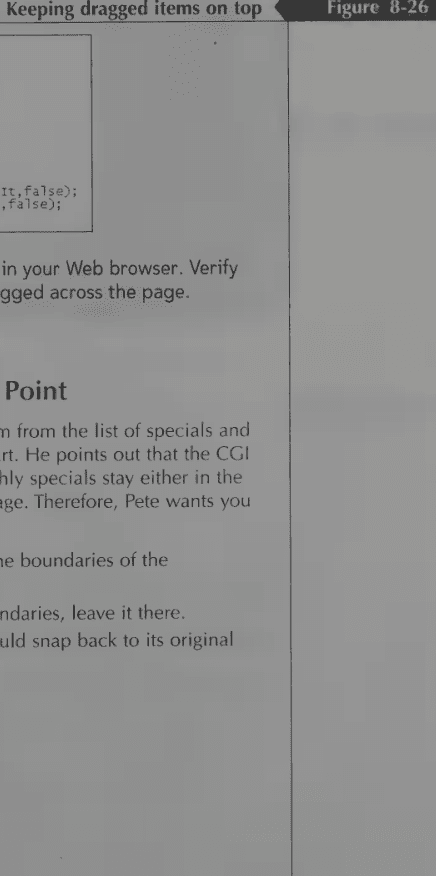 Keeping dragged items on top
Figure 8-26
It,false);
,false);
in your Web browser. Verify
gged across the page.
Point
m from the list of specials and
rt. He points out that the CGI
hly specials stay either in the
age. Therefore, Pete wants you
he boundaries of the
ndaries, leave it there.
uld snap back to its original